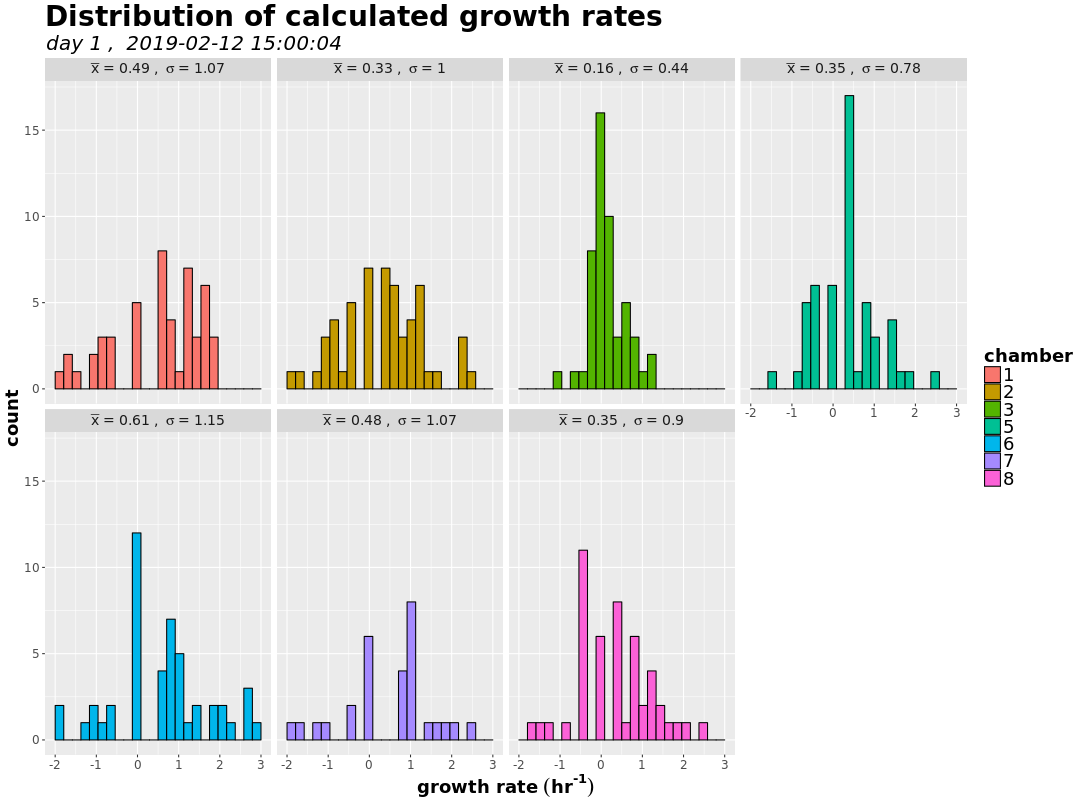 Distribution of calculated growth rates
day 1 , 2019-02-12 15:00:04
x̅ = 0.49 , σ = 1.07
x̅ = 0.33 , σ = 1
x̅ = 0.16 , σ = 0.44
x̅ = 0.35 , σ = 0.78
15
10
5
0
-2 -1 0 1 2 3
x̅ = 0.61 , σ = 1.15
x̅ = 0.48 , σ = 1.07
x̅ = 0.35 , σ = 0.9
15
10
5
0
-2 -1 0 1 2 3
-2 -1 0 1 2 3
-2 -1 0 1 2 3
count
growth rate (hr⁻¹)
chamber
1
2
3
5
6
7
8